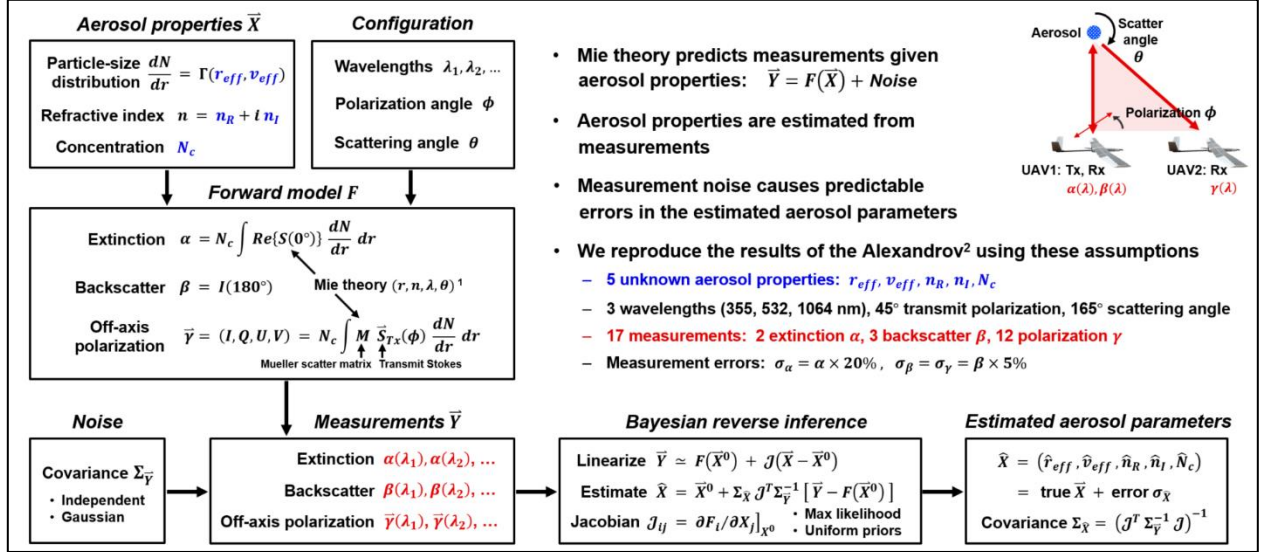 Aerosol properties X⃗
Particle-size distribution dN/dr = Γ(r_eff, v_eff)
Refractive index n = n_R + i n_I
Concentration N_c
Configuration
Wavelengths λ₁, λ₂, ...
Polarization angle ϕ
Scattering angle θ
Forward model F
Extinction α = N_c ∫ Re{S(0°)} dN/dr dr
Backscatter β = I(180°)
Mie theory (r, n, λ, θ)¹
Off-axis polarization γ⃗ = (I, Q, U, V) = N_c ∫ M S⃗_Tx(ϕ) dN/dr dr
Mueller scatter matrix Transmit Stokes
• Mie theory predicts measurements given
aerosol properties: Y⃗ = F(X⃗) + Noise
• Aerosol properties are estimated from
measurements
• Measurement noise causes predictable
errors in the estimated aerosol parameters
• We reproduce the results of the Alexandrov² using these assumptions
– 5 unknown aerosol properties: r_eff, v_eff, n_R, n_I, N_c
– 3 wavelengths (355, 532, 1064 nm), 45° transmit polarization, 165° scattering angle
– 17 measurements: 2 extinction α, 3 backscatter β, 12 polarization γ
– Measurement errors: σ_α = α × 20%, σ_β = σ_γ = β × 5%
Aerosol
Scatter
angle
θ
Polarization ϕ
UAV1: Tx, Rx
α(λ), β(λ)
UAV2: Rx
γ(λ)
Noise
Covariance Σ_Y⃗
• Independent
• Gaussian
Measurements Y⃗
Extinction α(λ₁), α(λ₂), ...
Backscatter β(λ₁), β(λ₂), ...
Off-axis polarization γ⃗(λ₁), γ⃗(λ₂), ...
Bayesian reverse inference
Linearize Y⃗ ≃ F(X⃗⁰) + 𝒥(X⃗ − X⃗⁰)
Estimate X̂ = X⃗⁰ + Σ_X̂ 𝒥ᵀ Σ_Y⃗⁻¹ [Y⃗ − F(X⃗⁰)]
Jacobian 𝒥_ij = ∂F_i/∂X_j]_X⁰
• Max likelihood
• Uniform priors
Estimated aerosol parameters
X̂ = (r̂_eff, v̂_eff, n̂_R, n̂_I, N̂_c)
= true X⃗ + error σ_X̂
Covariance Σ_X̂ = (𝒥ᵀ Σ_Y⃗⁻¹ 𝒥)⁻¹